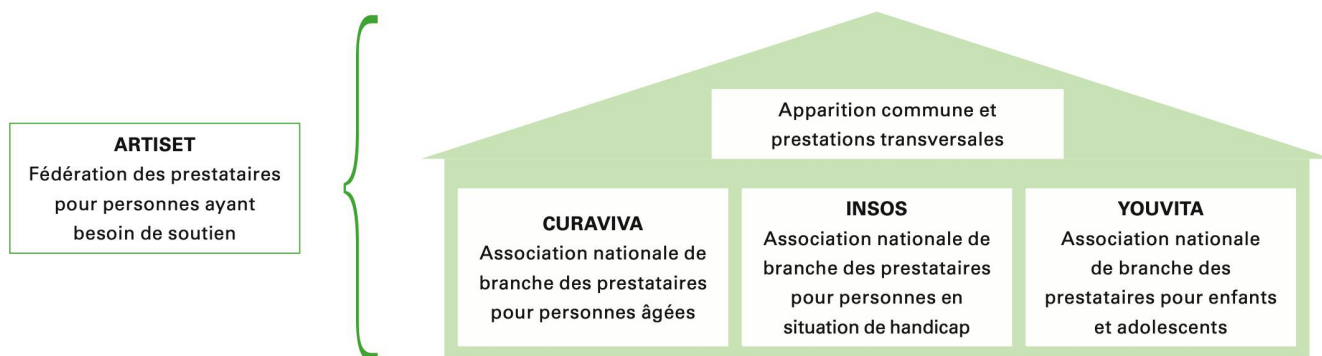 ARTISET
Fédération des prestataires
pour personnes ayant
besoin de soutien
Apparition commune et
prestations transversales
CURAVIVA
Association nationale de
branche des prestataires
pour personnes âgées
INSOS
Association nationale de
branche des prestataires
pour personnes en
situation de handicap
YOUVITA
Association nationale
de branche des
prestataires pour enfants
et adolescents